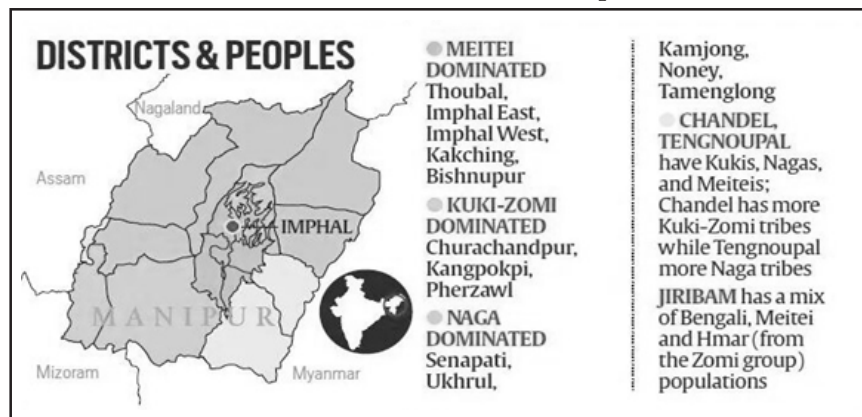 DISTRICTS & PEOPLES
Nagaland
Assam
IMPHAL
MANIPUR
Mizoram
Myanmar
MEITEI
DOMINATED
Thoubal,
Imphal East,
Imphal West,
Kakching,
Bishnupur
KUKI-ZOMI
DOMINATED
Churachandpur,
Kangpokpi,
Pherzawl
NAGA
DOMINATED
Senapati,
Ukhrul,
Kamjong,
Noney,
Tamenglong
CHANDEL,
TENGNOUPAL
have Kukis, Nagas,
and Meiteis;
Chandel has more
Kuki-Zomi tribes
while Tengnoupal
more Naga tribes
JIRIBAM has a mix
of Bengali, Meitei
and Hmar (from
the Zomi group)
populations